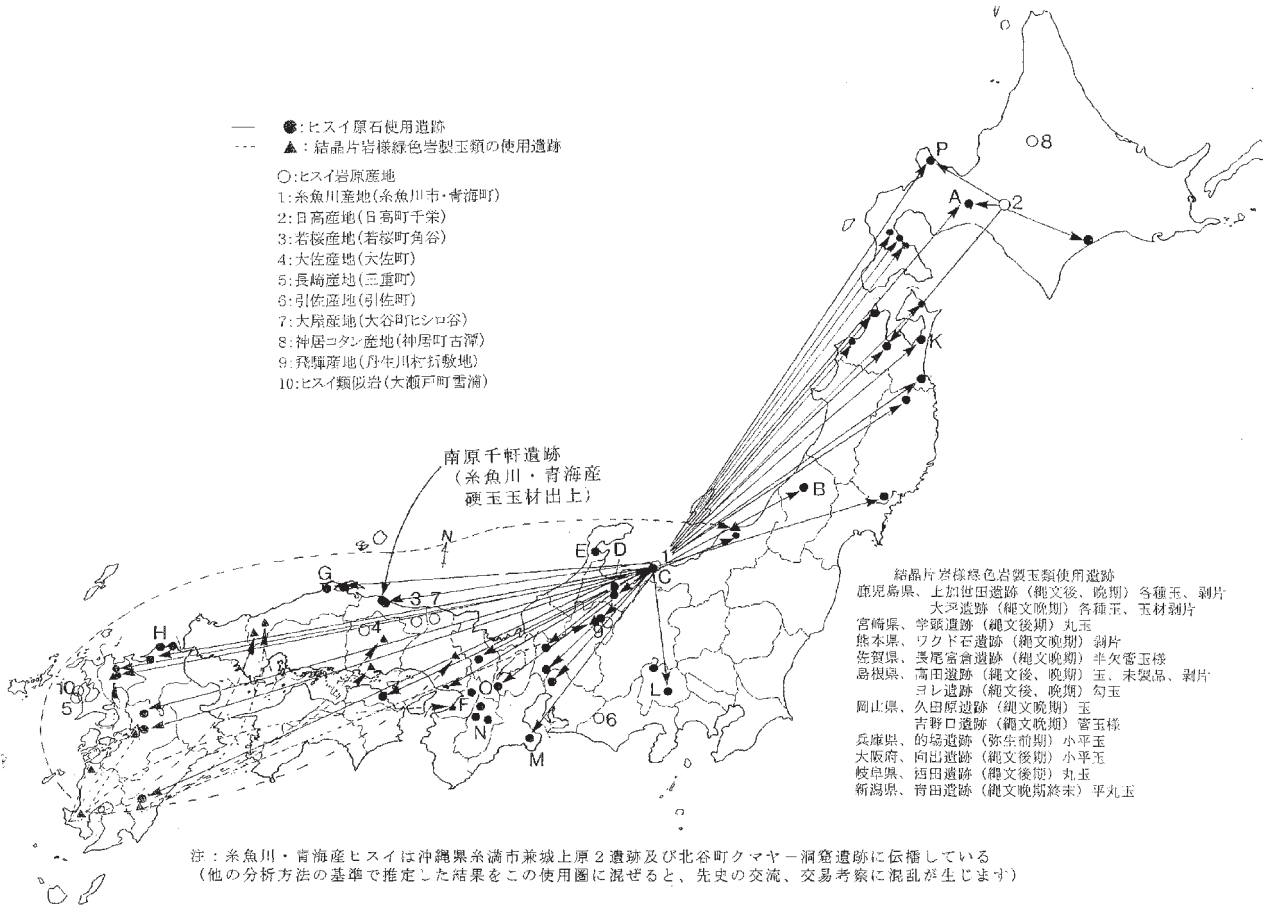 ●：ヒスイ原石使用遺跡
▲：結晶片岩様緑色岩製玉類の使用遺跡
○：ヒスイ岩原産地
1：糸魚川産地（糸魚川市・青海町）
2：日高産地（日高町千栄）
3：若桜産地（若桜町角谷）
4：大佐産地（大佐町）
5：長崎産地（三重町）
6：引佐産地（引佐町）
7：大屋産地（大谷町ヒシロ谷）
8：神居コタン産地（神居町古潭）
9：飛騨産地（丹生川村折敷地）
10：ヒスイ類似岩（大瀬戸町雪浦）
南原千軒遺跡
（糸魚川・青海産
硬玉玉材出土）
P
8
A
2
K
B
N
E
D
1
C
G
3
7
4
H
9
10
5
F
O
N
L
6
M
結晶片岩様緑色岩製玉類使用遺跡
鹿児島県、上加世田遺跡（縄文後、晩期）各種玉、剥片
大坪遺跡（縄文晩期）各種玉、玉材剥片
宮崎県、学頭遺跡（縄文後期）丸玉
熊本県、ワクド石遺跡（縄文晩期）剥片
佐賀県、長尾宮倉遺跡（縄文晩期）半欠管玉様
島根県、高田遺跡（縄文後、晩期）玉、未製品、剥片
ヨレ遺跡（縄文後、晩期）勾玉
岡山県、久田原遺跡（縄文晩期）玉
吉野口遺跡（縄文晩期）管玉様
兵庫県、的場遺跡（弥生前期）小平玉
大阪府、向出遺跡（縄文後期）小平玉
岐阜県、西田遺跡（縄文後期）丸玉
新潟県、青田遺跡（縄文晩期終末）平丸玉
注：糸魚川・青海産ヒスイは沖縄県糸満市兼城上原２遺跡及び北谷町クマヤー洞窟遺跡に伝播している
（他の分析方法の基準で推定した結果をこの使用圏に混ぜると、先史の交流、交易考察に混乱が生じます）